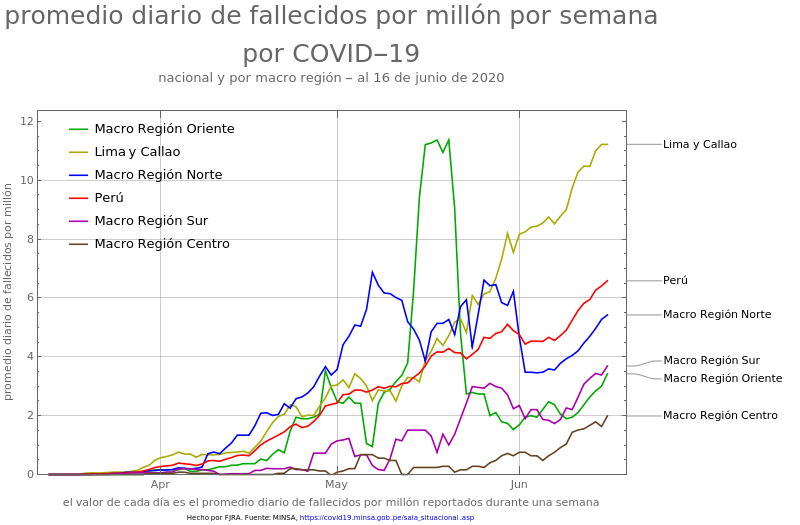 promedio diario de fallecidos por millón por semana
por COVID−19
nacional y por macro región − al 16 de junio de 2020
promedio diario de fallecidos por millón
12
10
8
6
4
2
0
Macro Región Oriente
Lima y Callao
Macro Región Norte
Perú
Macro Región Sur
Macro Región Centro
Lima y Callao
Perú
Macro Región Norte
Macro Región Sur
Macro Región Oriente
Macro Región Centro
Apr
May
Jun
el valor de cada día es el promedio diario de fallecidos por millón reportados durante una semana
Hecho por FJRA. Fuente: MINSA, https://covid19.minsa.gob.pe/sala_situacional.asp